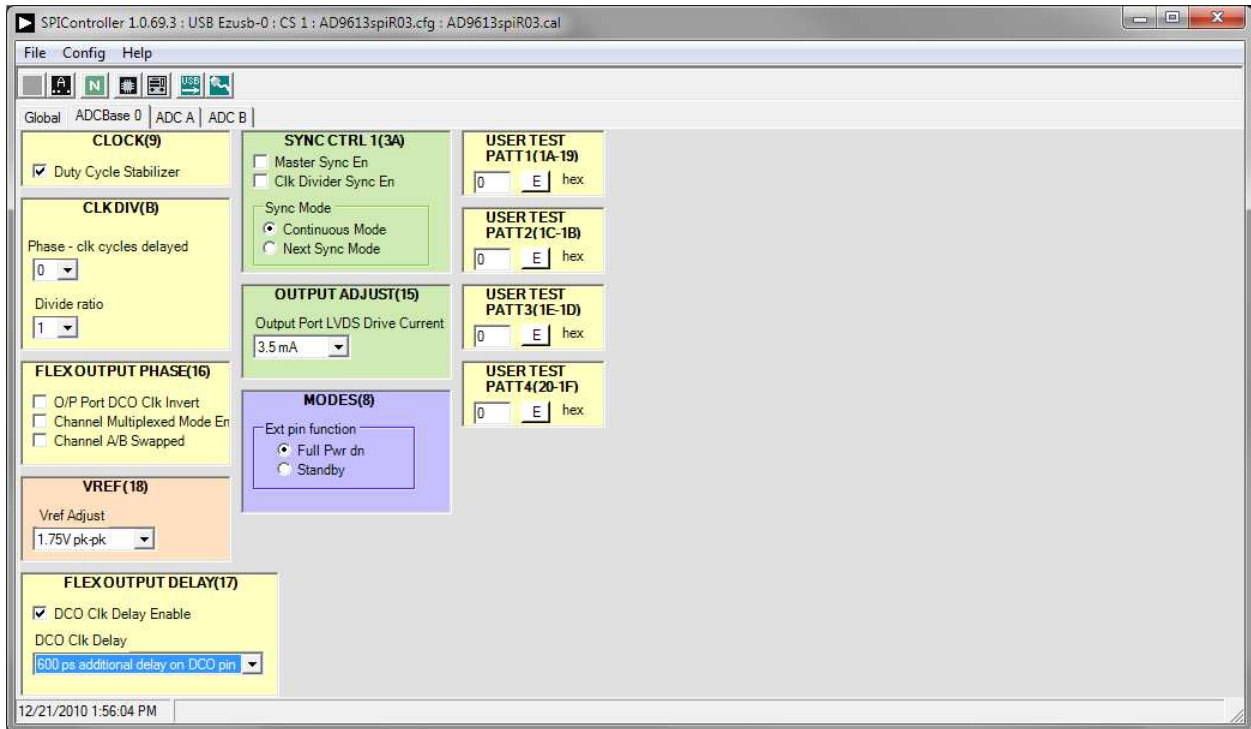 SPIController 1.0.69.3 : USB Ezusb-0 : CS 1 : AD9613spiR03.cfg : AD9613spiR03.cal
File Config Help
A N USB
Global ADCBase 0 ADC A ADC B
CLOCK(9)
Duty Cycle Stabilizer
CLK DIV(B)
Phase - clk cycles delayed
0
Divide ratio
1
FLEX OUTPUT PHASE(16)
O/P Port DCO Clk Invert
Channel Multiplexed Mode En
Channel A/B Swapped
VREF(18)
Vref Adjust
1.75V pk-pk
FLEX OUTPUT DELAY(17)
DCO Clk Delay Enable
DCO Clk Delay
600 ps additional delay on DCO pin
SYNC CTRL 1(3A)
Master Sync En
Clk Divider Sync En
Sync Mode
Continuous Mode
Next Sync Mode
OUTPUT ADJUST(15)
Output Port LVDS Drive Current
3.5 mA
MODES(8)
Ext pin function
Full Pwr dn
Standby
USER TEST
PATT1(1A-19)
0 E hex
USER TEST
PATT2(1C-1B)
0 E hex
USER TEST
PATT3(1E-1D)
0 E hex
USER TEST
PATT4(20-1F)
0 E hex
12/21/2010 1:56:04 PM